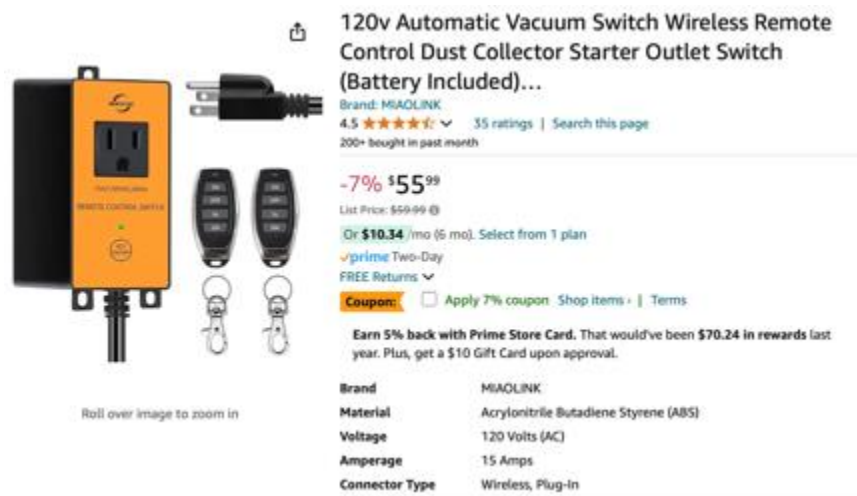 120v Automatic Vacuum Switch Wireless Remote
Control Dust Collector Starter Outlet Switch
(Battery Included)...
Brand: MIAOLINK
4.5 35 ratings | Search this page
200+ bought in past month
-7% $55⁹⁹
List Price: $59.99
Or $10.34 /mo (6 mo). Select from 1 plan
prime Two-Day
FREE Returns
Coupon: Apply 7% coupon Shop items › | Terms
Earn 5% back with Prime Store Card. That would've been $70.24 in rewards last
year. Plus, get a $10 Gift Card upon approval.
Brand MIAOLINK
Material Acrylonitrile Butadiene Styrene (ABS)
Voltage 120 Volts (AC)
Amperage 15 Amps
Connector Type Wireless, Plug-In
REMOTE CONTROL SWITCH
Roll over image to zoom in